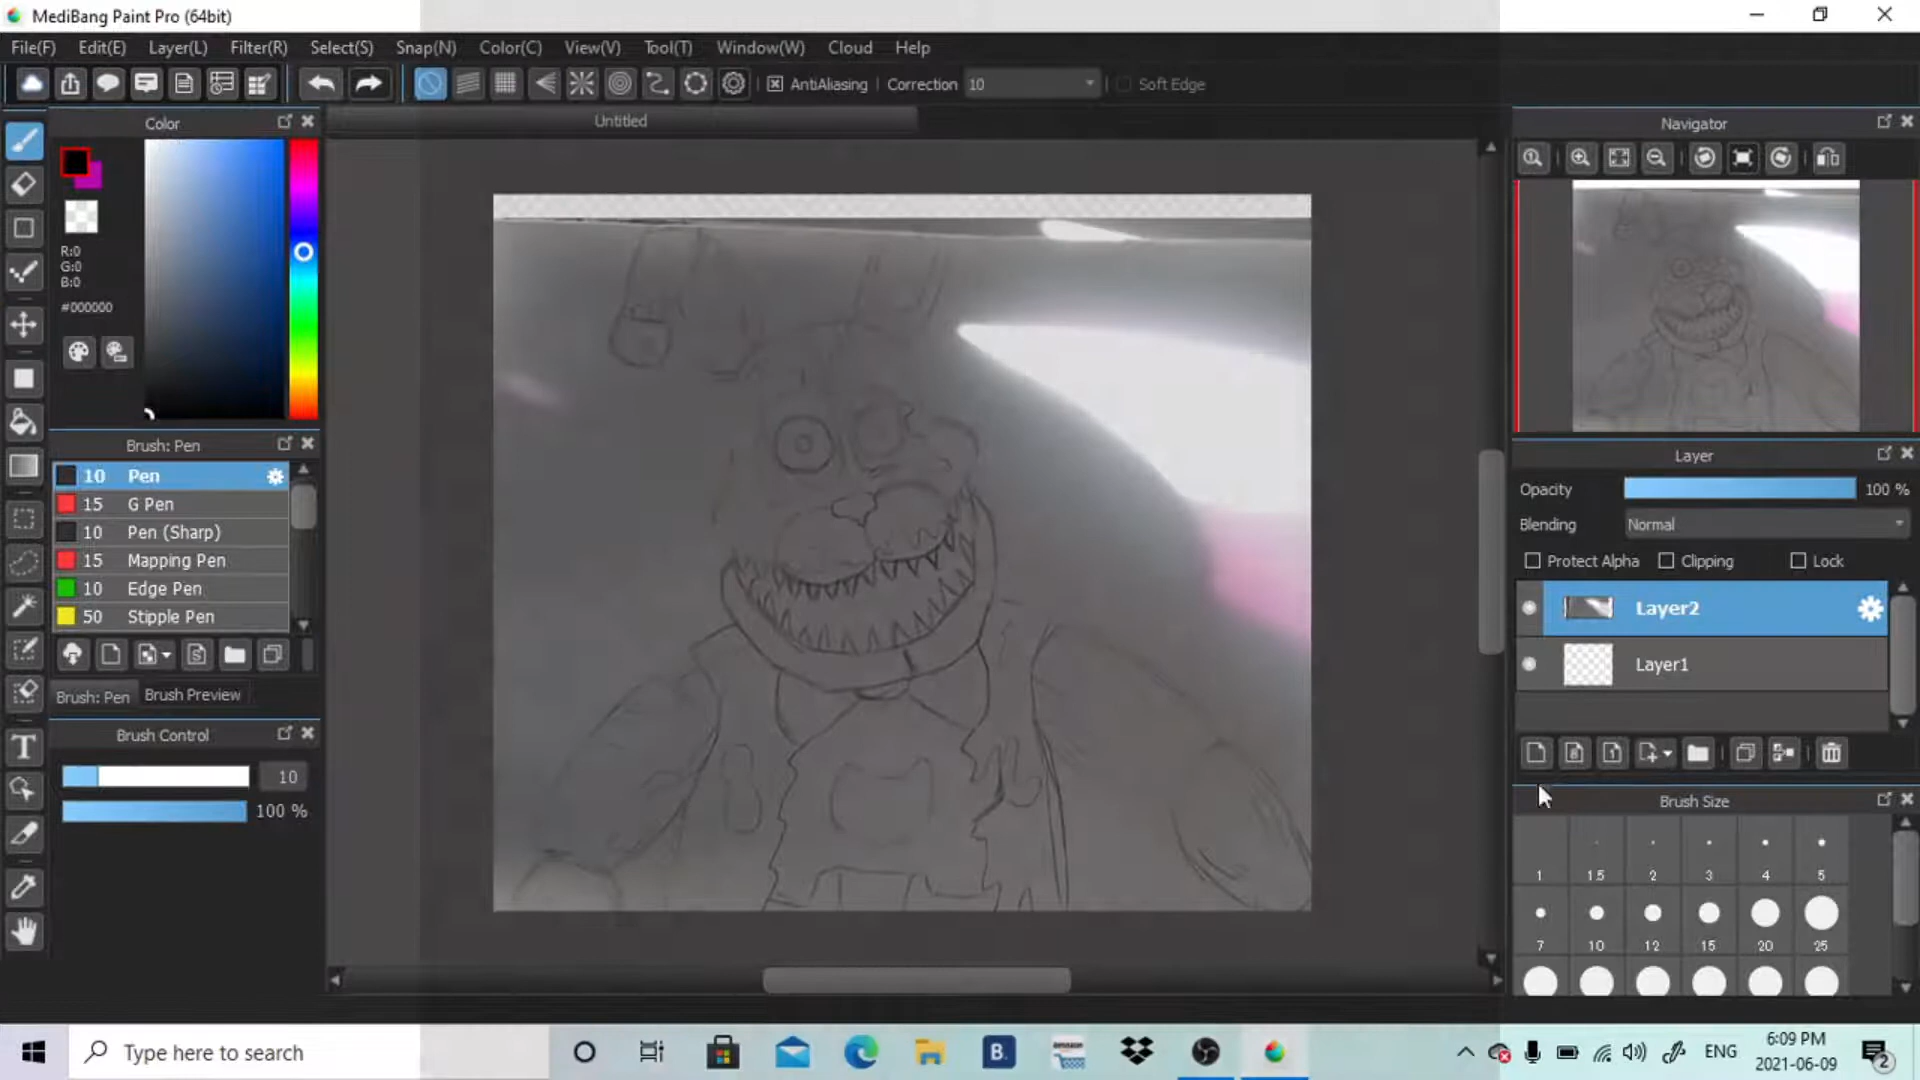 MediBang Paint Pro (64bit)
File(F) Edit(E) Layer(L) Filter(R) Select(S) Snap(N) Color(C) View(V) Tool(T) Window(W) Cloud Help
AntiAliasing Correction 10 Soft Edge
Color
Untitled
Navigator
R:0
G:0
B:0
#000000
Brush: Pen
10 Pen
15 G Pen
10 Pen (Sharp)
15 Mapping Pen
10 Edge Pen
50 Stipple Pen
Brush: Pen Brush Preview
Brush Control
10
100 %
Layer
Opacity 100 %
Blending Normal
Protect Alpha Clipping Lock
Layer2
Layer1
Brush Size
1 1.5 2 3 4 5
7 10 12 15 20 25
Type here to search
B.
amazon
ENG
6:09 PM
2021-06-09
2